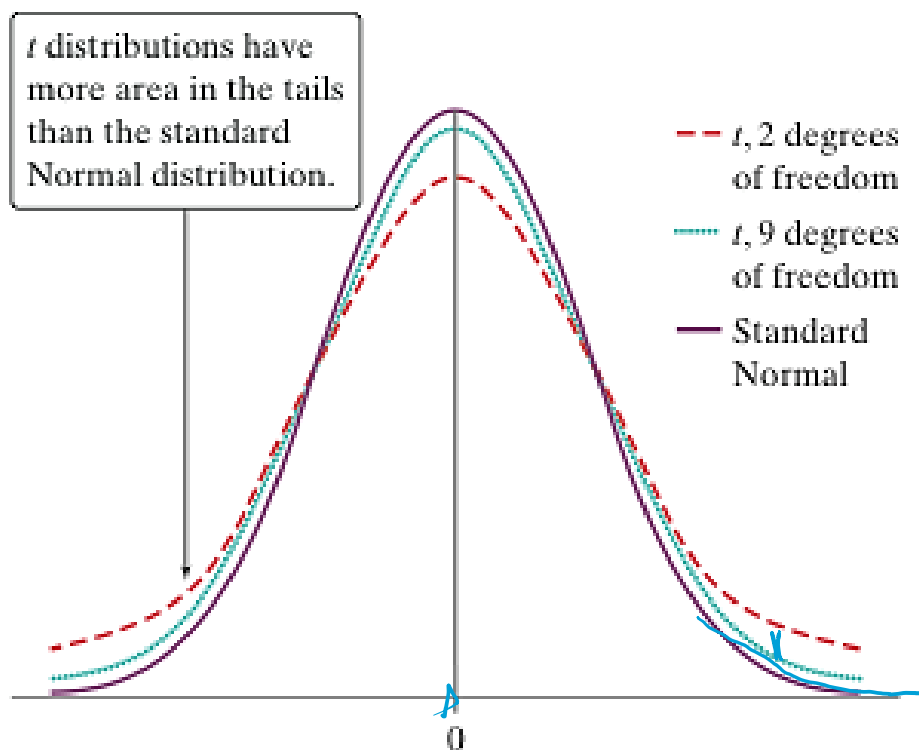 t distributions have
more area in the tails
than the standard
Normal distribution.
t, 2 degrees
of freedom
t, 9 degrees
of freedom
Standard
Normal
0